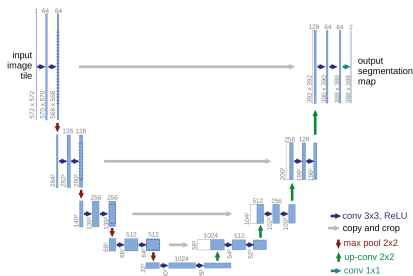 1 64 64
128 64 64 2
input
image
tile
output
segmentation
map
572 x 572
570 x 570
568 x 568
392 x 392
390 x 390
388 x 388
388 x 388
128 128
256 128
284²
282²
280²
200²
198²
196²
256 256
512 256
140²
138²
136²
104²
102²
100²
512 512
1024 512
68²
66²
64²
56²
54²
52²
1024
32²
30²
28²
conv 3x3, ReLU
copy and crop
max pool 2x2
up-conv 2x2
conv 1x1